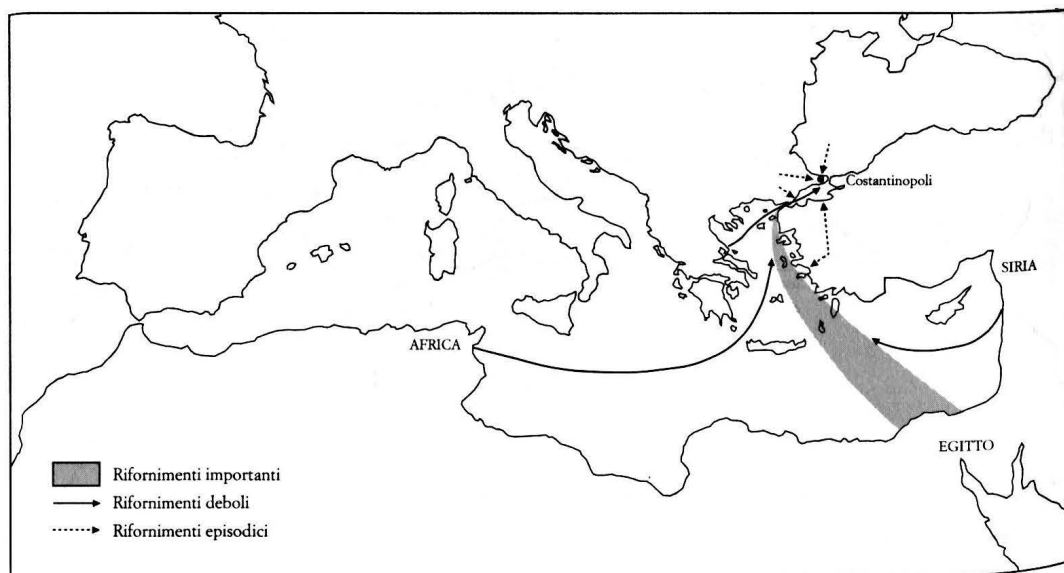 Costantinopoli
SIRIA
AFRICA
EGITTO
Rifornimenti importanti
Rifornimenti deboli
Rifornimenti episodici